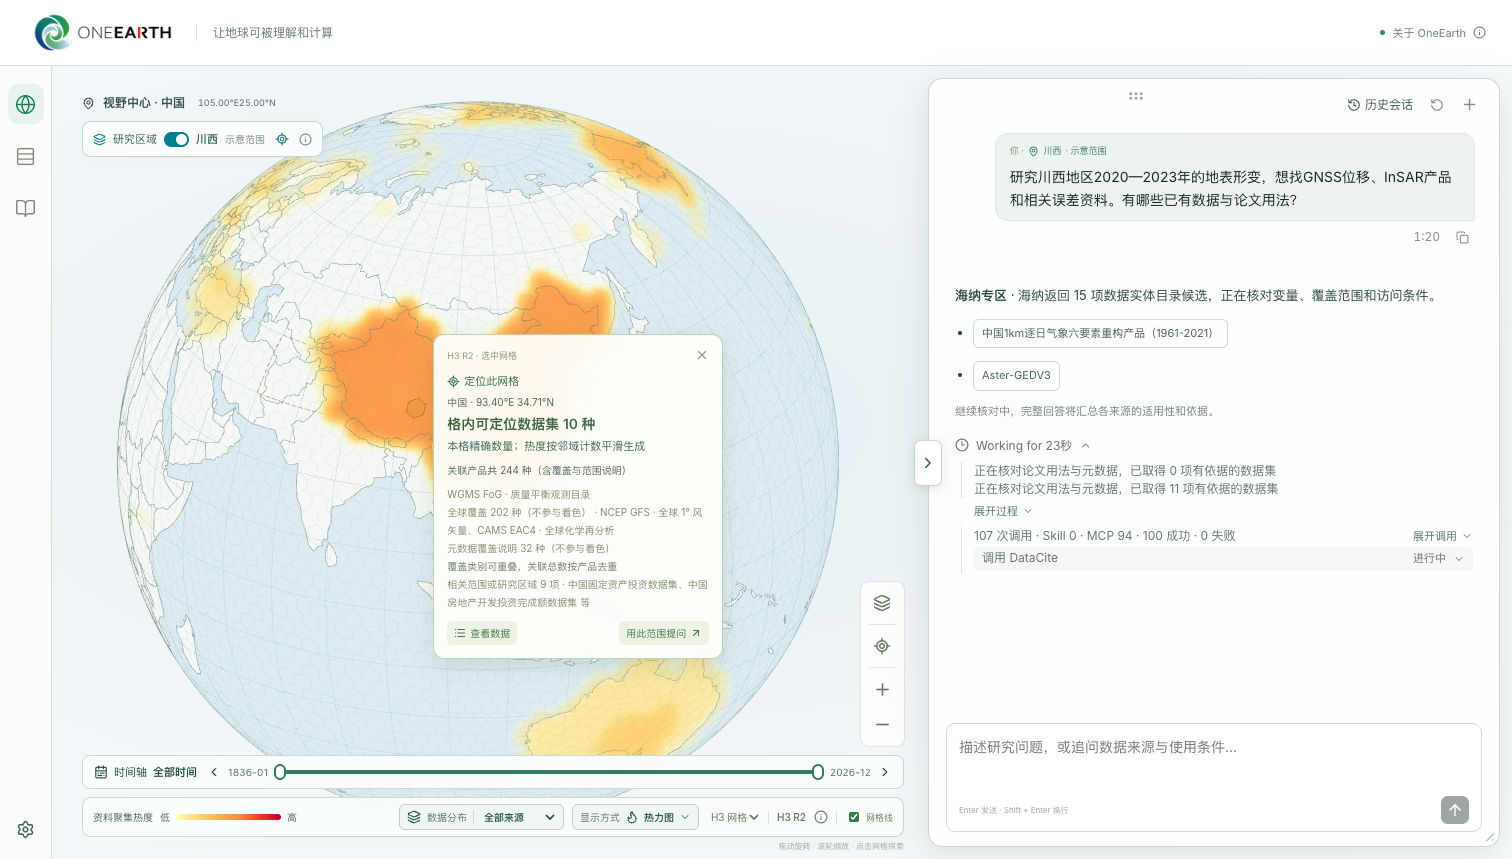 ONEEARTH
让地球可被理解和计算
关于 OneEarth
视野中心 · 中国 105.00°E25.00°N
研究区域 川西 示意范围
历史会话
你 · 川西 · 示意范围
研究川西地区2020—2023年的地表形变，想找GNSS位移、InSAR产品
和相关误差资料。有哪些已有数据与论文用法?
1:20
海纳专区 · 海纳返回 15 项数据实体目录候选，正在核对变量、覆盖范围和访问条件。
中国1km逐日气象六要素重构产品（1961-2021）
Aster-GEDV3
继续核对中，完整回答将汇总各来源的适用性和依据。
Working for 23秒
正在核对论文用法与元数据，已取得 0 项有依据的数据集
正在核对论文用法与元数据，已取得 11 项有依据的数据集
展开过程
107 次调用 · Skill 0 · MCP 94 · 100 成功 · 0 失败 展开调用
调用 DataCite 进行中
H3 R2 · 选中网格
定位此网格
中国 · 93.40°E 34.71°N
格内可定位数据集 10 种
本格精确数量；热度按邻域计数平滑生成
关联产品共 244 种（含覆盖与范围说明）
WGMS FoG · 质量平衡观测目录
全球覆盖 202 种（不参与着色） · NCEP GFS · 全球 1° 风
矢量、CAMS EAC4 · 全球化学再分析
元数据覆盖说明 32 种（不参与着色）
覆盖类别可重叠，关联总数按产品去重
相关范围或研究区域 9 项 · 中国固定资产投资数据集、中国
房地产开发投资完成额数据集 等
查看数据 用此范围提问
描述研究问题，或追问数据来源与使用条件...
Enter 发送 · Shift + Enter 换行
时间轴 全部时间 1836-01 2026-12
资料聚集热度 低 高 数据分布 全部来源 显示方式 热力图 H3 网格 H3 R2 网格线
拖动旋转 · 滚轮缩放 · 点击网格探索